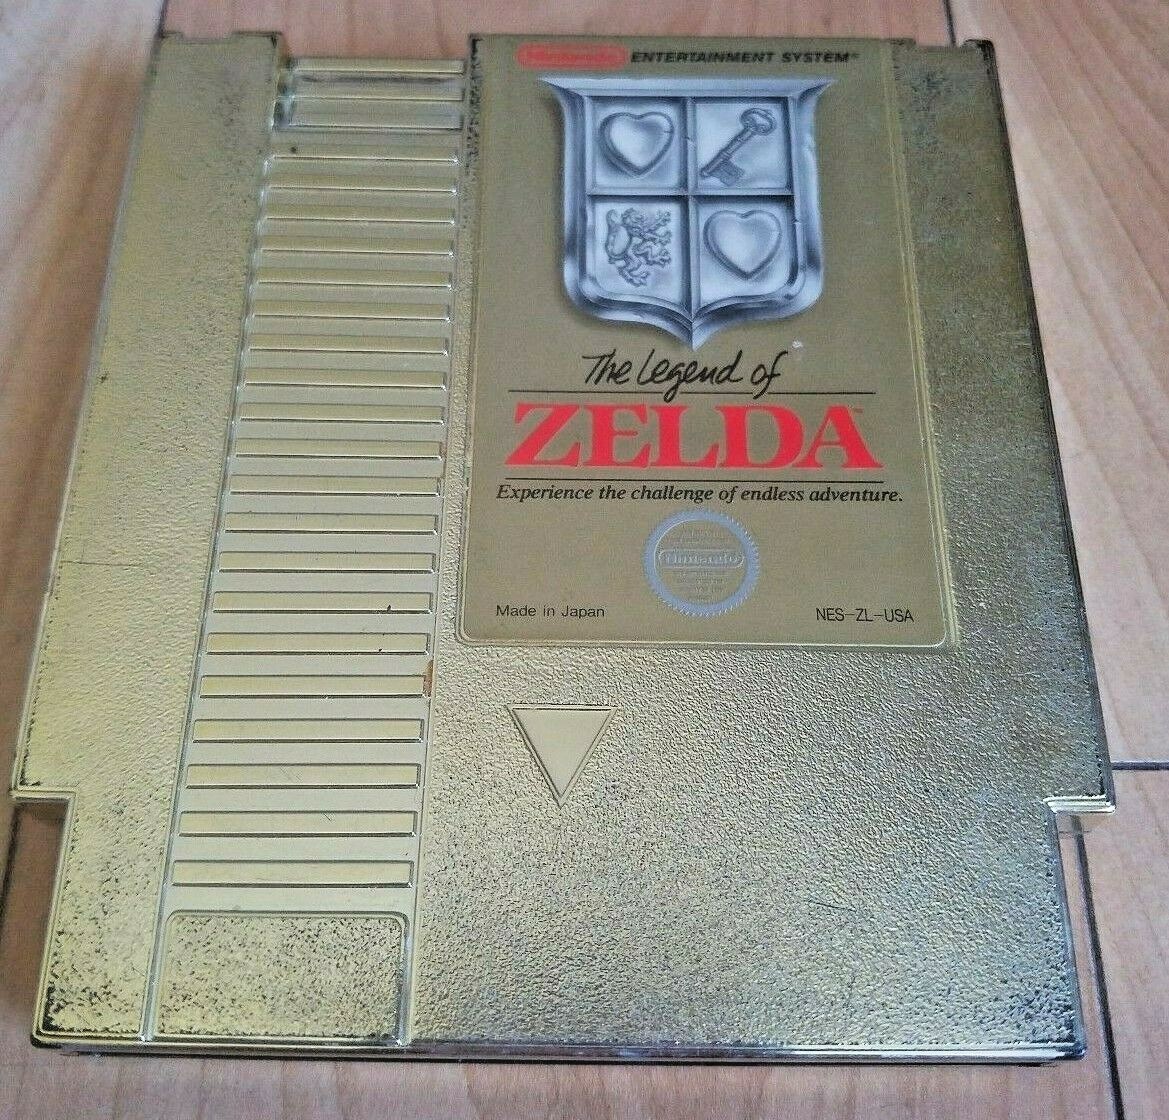 Nintendo ENTERTAINMENT SYSTEM®
The Legend of
ZELDA™
Experience the challenge of endless adventure.
Nintendo
Made in Japan
NES-ZL-USA